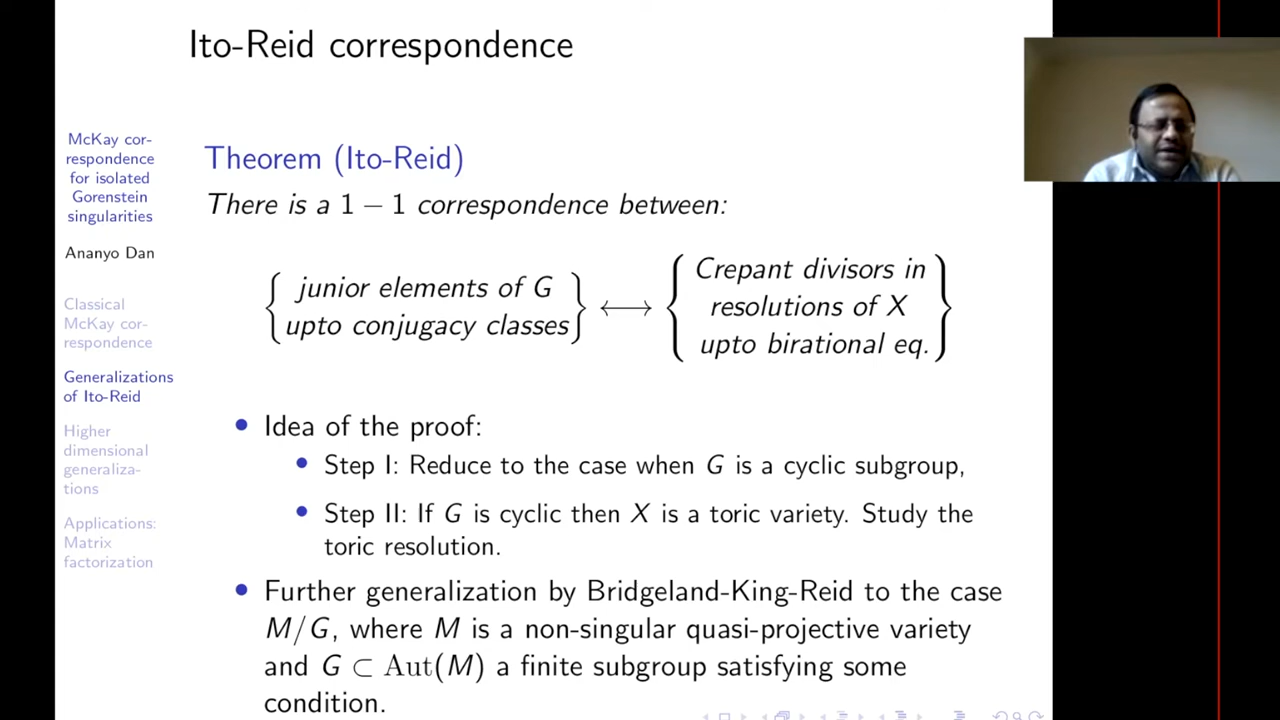 Ito-Reid correspondence
McKay cor-
respondence
for isolated
Gorenstein
singularities
Ananyo Dan
Classical
McKay cor-
respondence
Generalizations
of Ito-Reid
Higher
dimensional
generaliza-
tions
Applications:
Matrix
factorization
Theorem (Ito-Reid)
There is a 1 − 1 correspondence between:
{ junior elements of G
upto conjugacy classes } ⟷ { Crepant divisors in
resolutions of X
upto birational eq. }
• Idea of the proof:
• Step I: Reduce to the case when G is a cyclic subgroup,
• Step II: If G is cyclic then X is a toric variety. Study the
toric resolution.
• Further generalization by Bridgeland-King-Reid to the case
M/G, where M is a non-singular quasi-projective variety
and G ⊂ Aut(M) a finite subgroup satisfying some
condition.